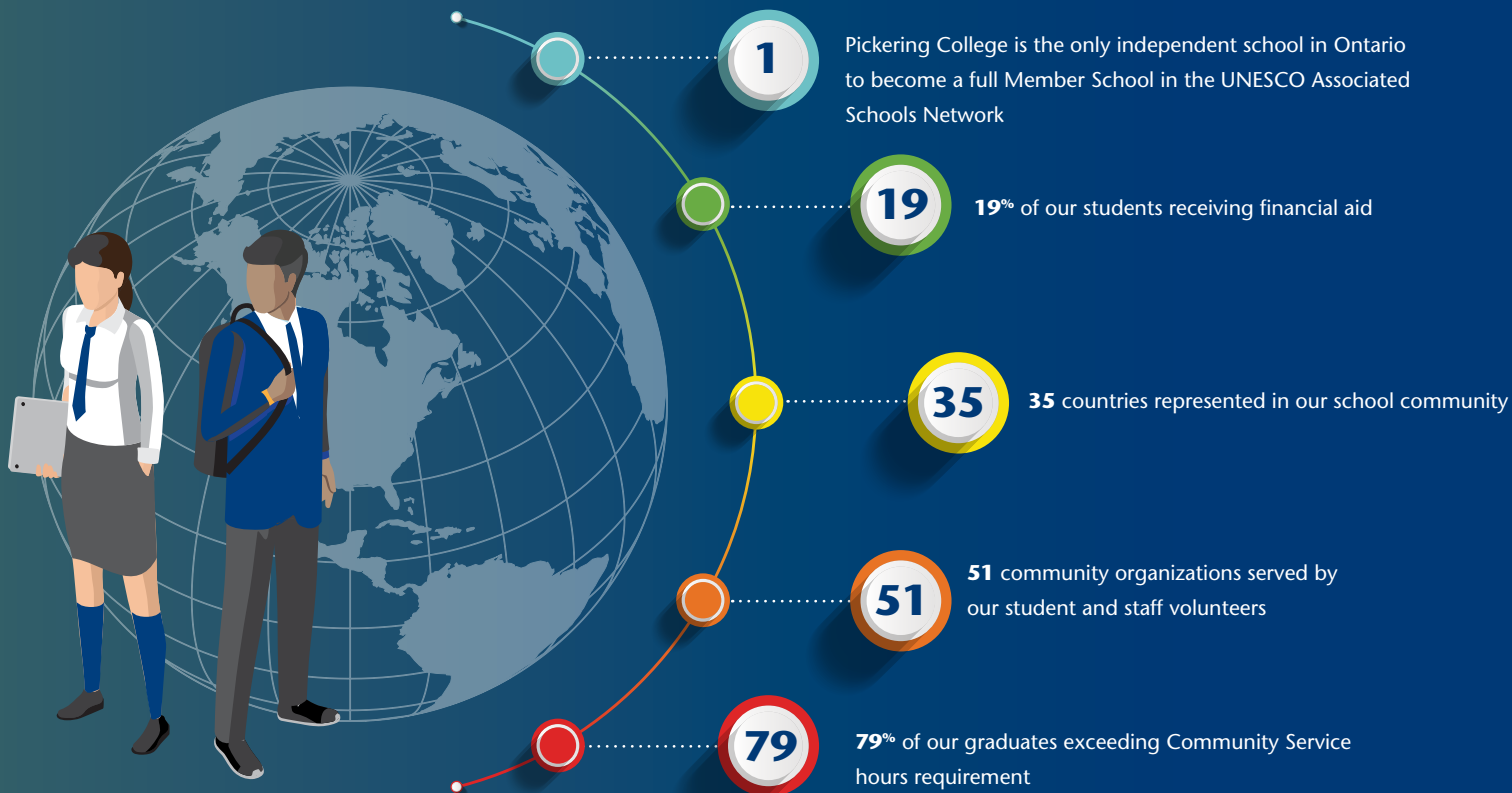 1
Pickering College is the only independent school in Ontario
to become a full Member School in the UNESCO Associated
Schools Network
19
19% of our students receiving financial aid
35
35 countries represented in our school community
51
51 community organizations served by
our student and staff volunteers
79
79% of our graduates exceeding Community Service
hours requirement